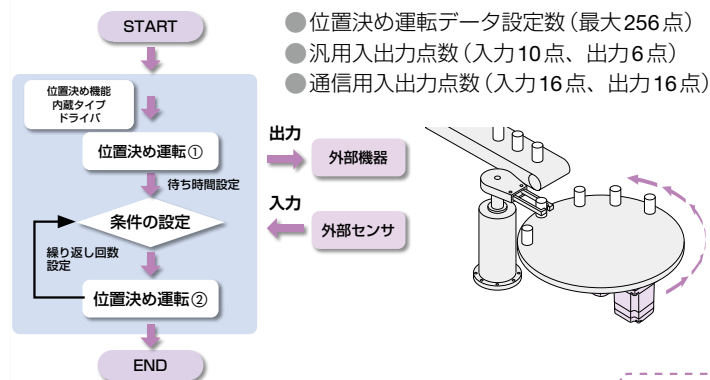 START
●位置決め運転データ設定数(最大256点)
●汎用入出力点数(入力10点、出力6点)
●通信用入出力点数(入力16点、出力16点)
位置決め機能
内蔵タイプ
ドライバ
位置決め運転①
出力
外部機器
待ち時間設定
入力
条件の設定
外部センサ
繰り返し回数
設定
位置決め運転②
END